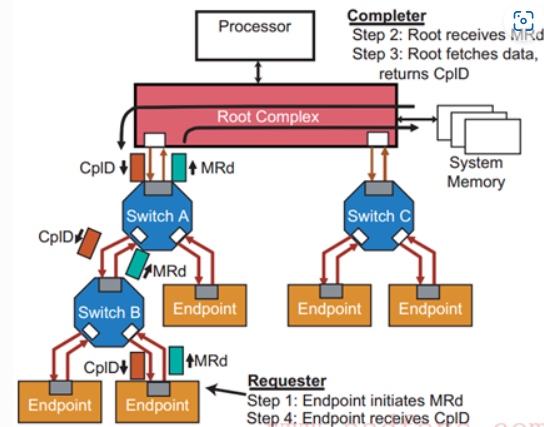 Processor
Completer
Step 2: Root receives MRd
Step 3: Root fetches data,
returns CplD
Root Complex
System
Memory
CplD
MRd
Switch A
Switch C
CplD
MRd
Endpoint
Endpoint
Endpoint
Switch B
CplD
MRd
Endpoint
Endpoint
Requester
Step 1: Endpoint initiates MRd
Step 4: Endpoint receives CplD